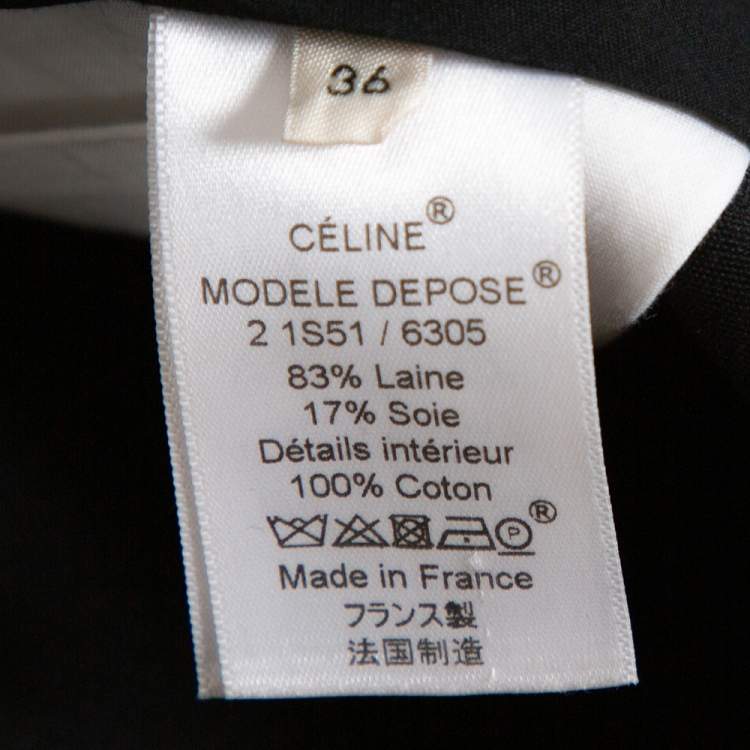 36
CÉLINE®
MODELE DEPOSE®
2 1S51 / 6305
83% Laine
17% Soie
Détails intérieur
100% Coton
P®
Made in France
フランス製
法国制造